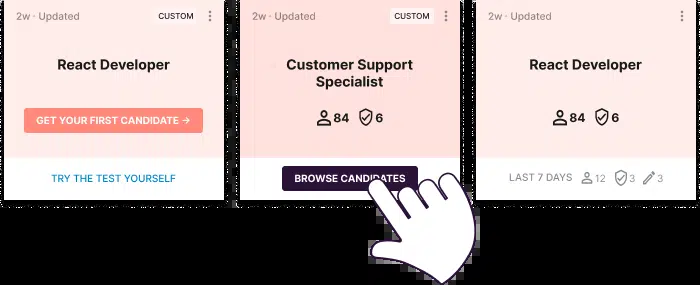 2w · Updated
CUSTOM
React Developer
GET YOUR FIRST CANDIDATE →
TRY THE TEST YOURSELF
2w · Updated
CUSTOM
Customer Support
Specialist
84 6
BROWSE CANDIDATES
2w · Updated
React Developer
84 6
LAST 7 DAYS 12 3 3